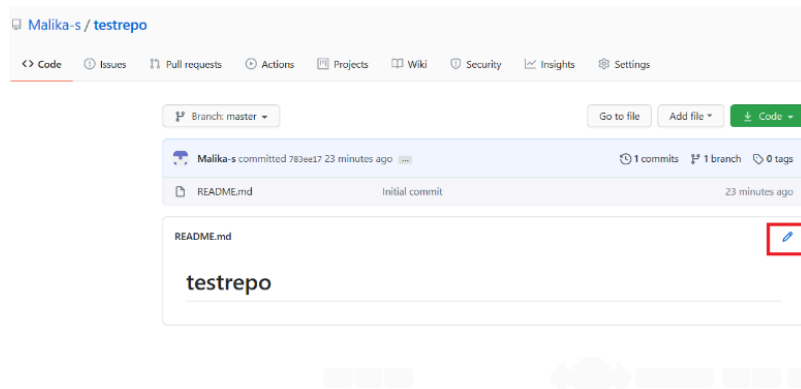 Malika-s / testrepo
<> Code Issues Pull requests Actions Projects Wiki Security Insights Settings
Branch: master Go to file Add file Code
Malika-s committed 783ee17 23 minutes ago ... 1 commits 1 branch 0 tags
README.md Initial commit 23 minutes ago
README.md
testrepo